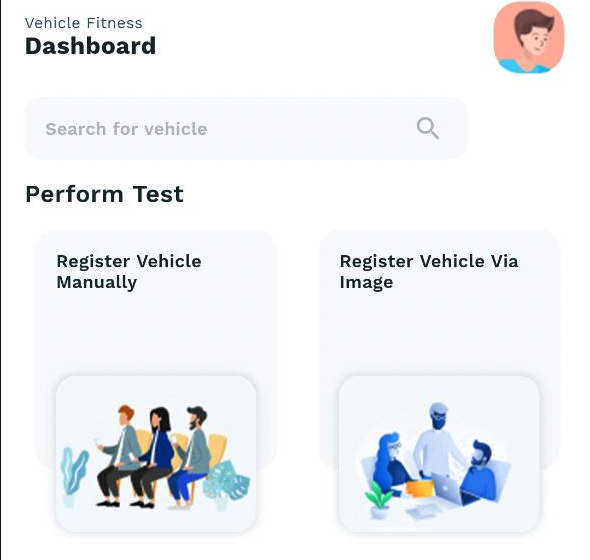 Vehicle Fitness
Dashboard
Search for vehicle
Perform Test
Register Vehicle
Manually
Register Vehicle Via
Image